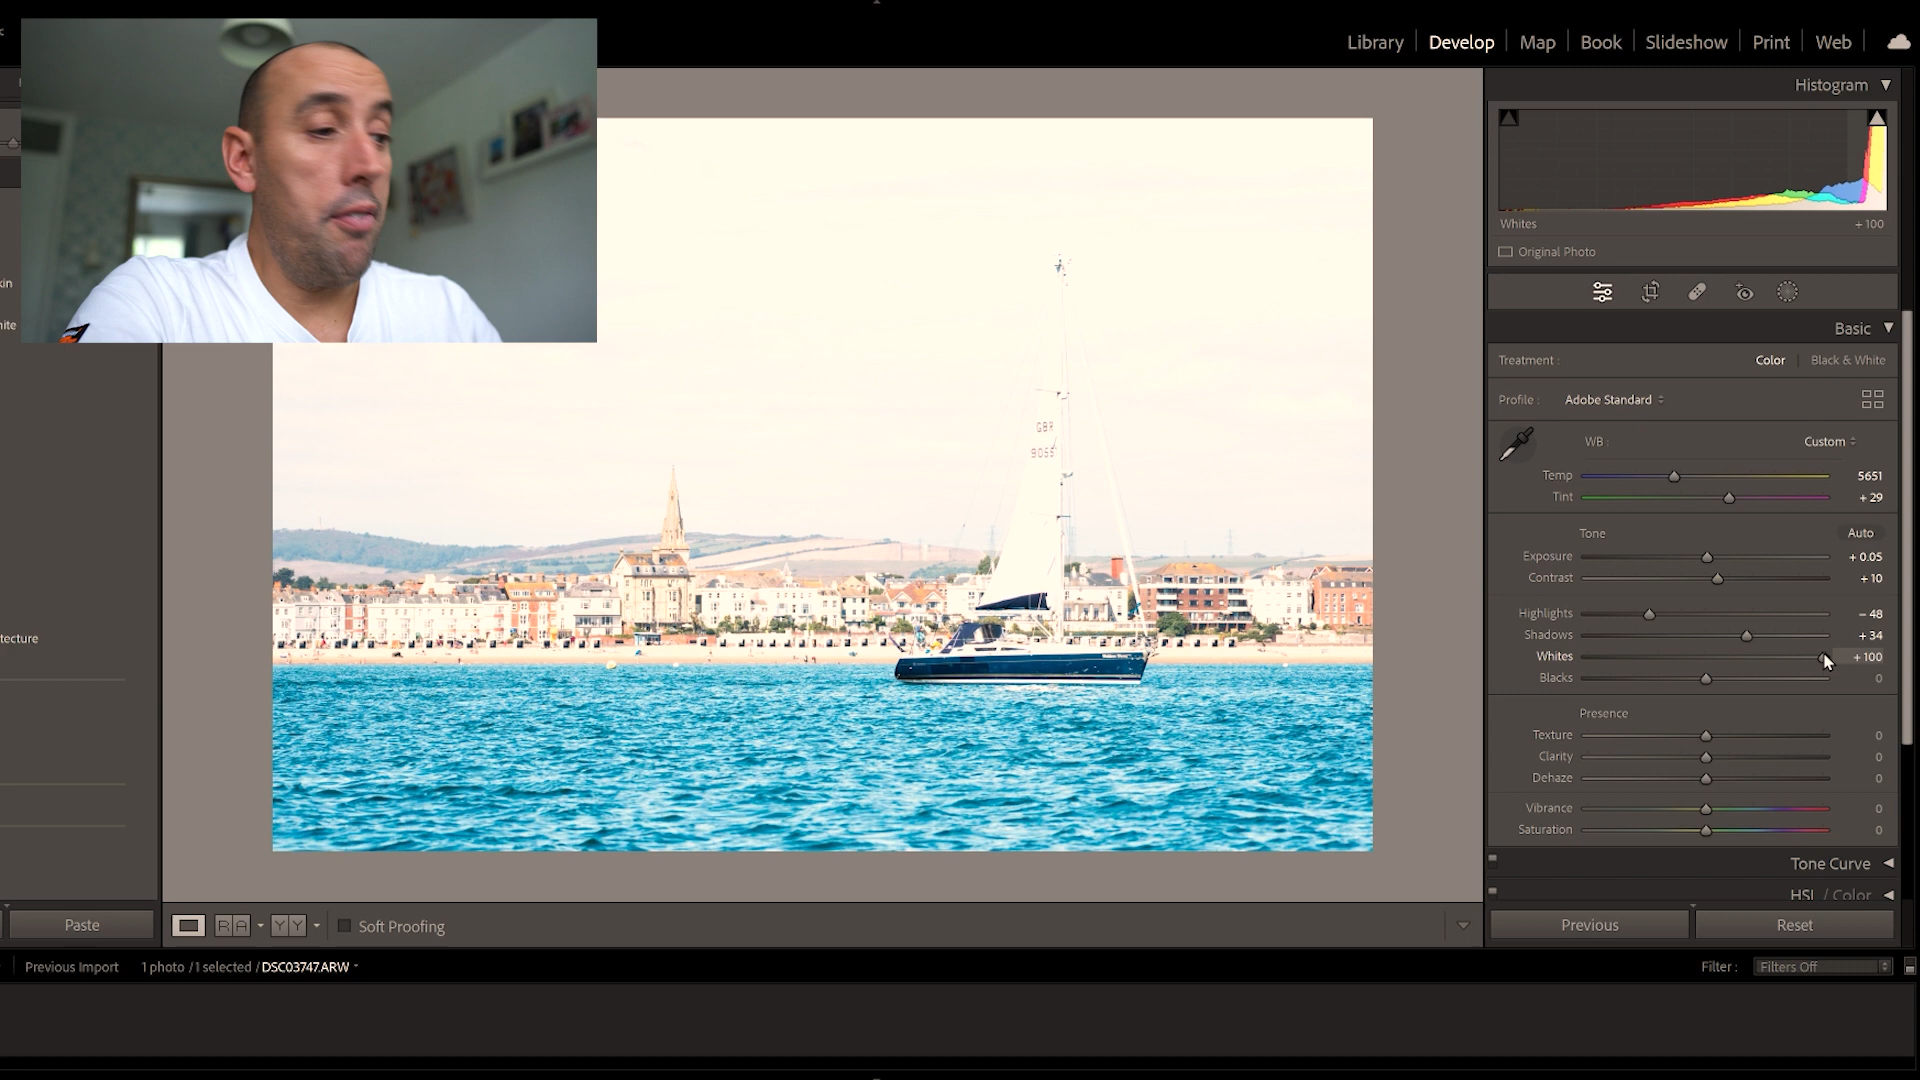 Library Develop Map Book Slideshow Print Web
Histogram
Whites +100
Original Photo
Basic
Treatment : Color Black & White
Profile : Adobe Standard
WB : Custom
Temp 5651
Tint + 29
Tone Auto
Exposure + 0.05
Contrast + 10
Highlights − 48
Shadows + 34
Whites + 100
Blacks 0
Presence
Texture 0
Clarity 0
Dehaze 0
Vibrance 0
Saturation 0
Tone Curve
HSL / Color
Previous Reset
kin
nite
tecture
GBR
9055
Paste
R A Y Y Soft Proofing
Previous Import 1 photo / 1 selected / DSC03747.ARW
Filter : Filters Off